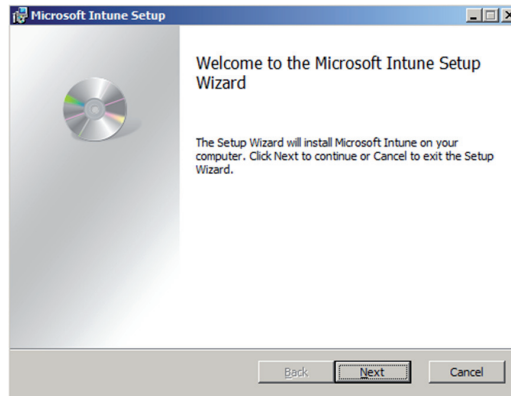 Microsoft Intune Setup
Welcome to the Microsoft Intune Setup
Wizard
The Setup Wizard will install Microsoft Intune on your
computer. Click Next to continue or Cancel to exit the Setup
Wizard.
Back Next Cancel